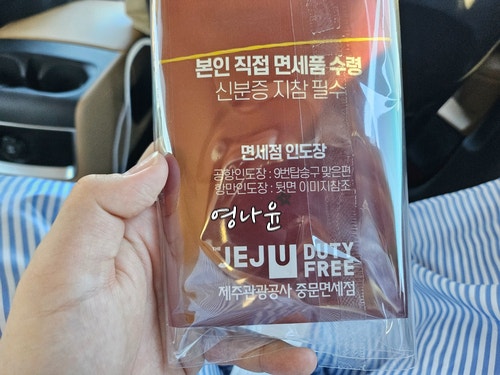 본인 직접 면세품 수령
신분증 지참 필수
면세점 인도장
공항인도장 : 9번탑승구 맞은편
항만인도장 : 뒷면 이미지참조
영나윤
THE JEJU DUTY FREE
제주관광공사 중문면세점